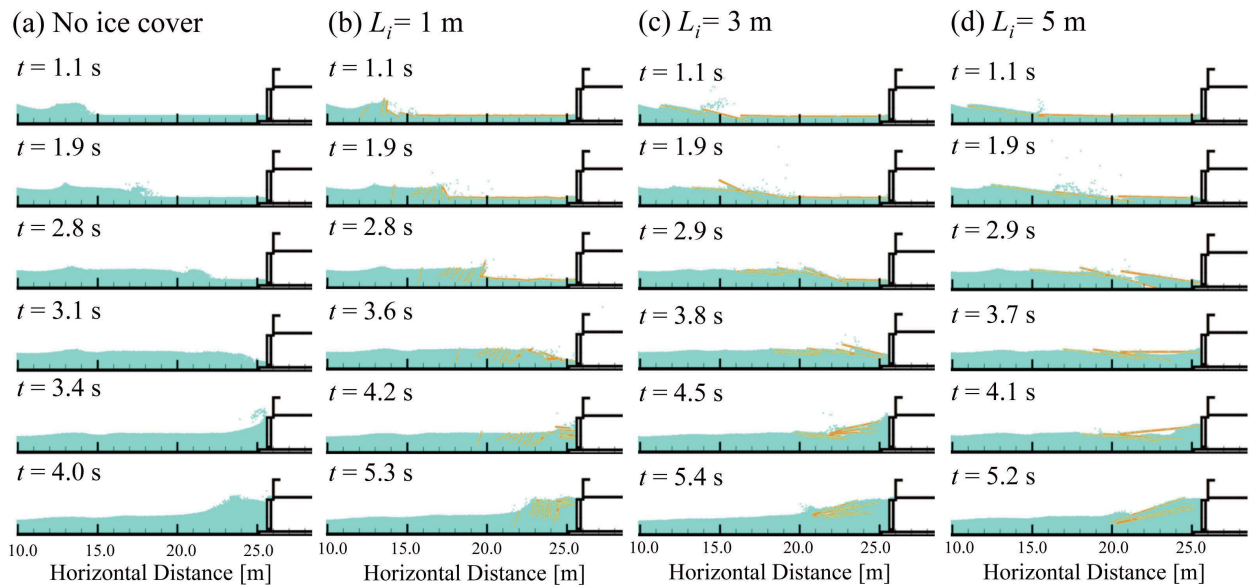 (a) No ice cover (b) Lᵢ= 1 m (c) Lᵢ= 3 m (d) Lᵢ= 5 m
t = 1.1 s 1.1 s 1.1 s 1.1 s
t = 1.9 s 1.9 s 1.9 s 1.9 s
t = 2.8 s 2.8 s 2.9 s 2.9 s
t = 3.1 s 3.6 s 3.8 s 3.7 s
t = 3.4 s 4.2 s 4.5 s 4.1 s
t = 4.0 s 5.3 s 5.4 s 5.2 s
10.0 15.0 20.0 25.0 10.0 15.0 20.0 25.0 10.0 15.0 20.0 25.0 10.0 15.0 20.0 25.0
Horizontal Distance [m] Horizontal Distance [m] Horizontal Distance [m] Horizontal Distance [m]